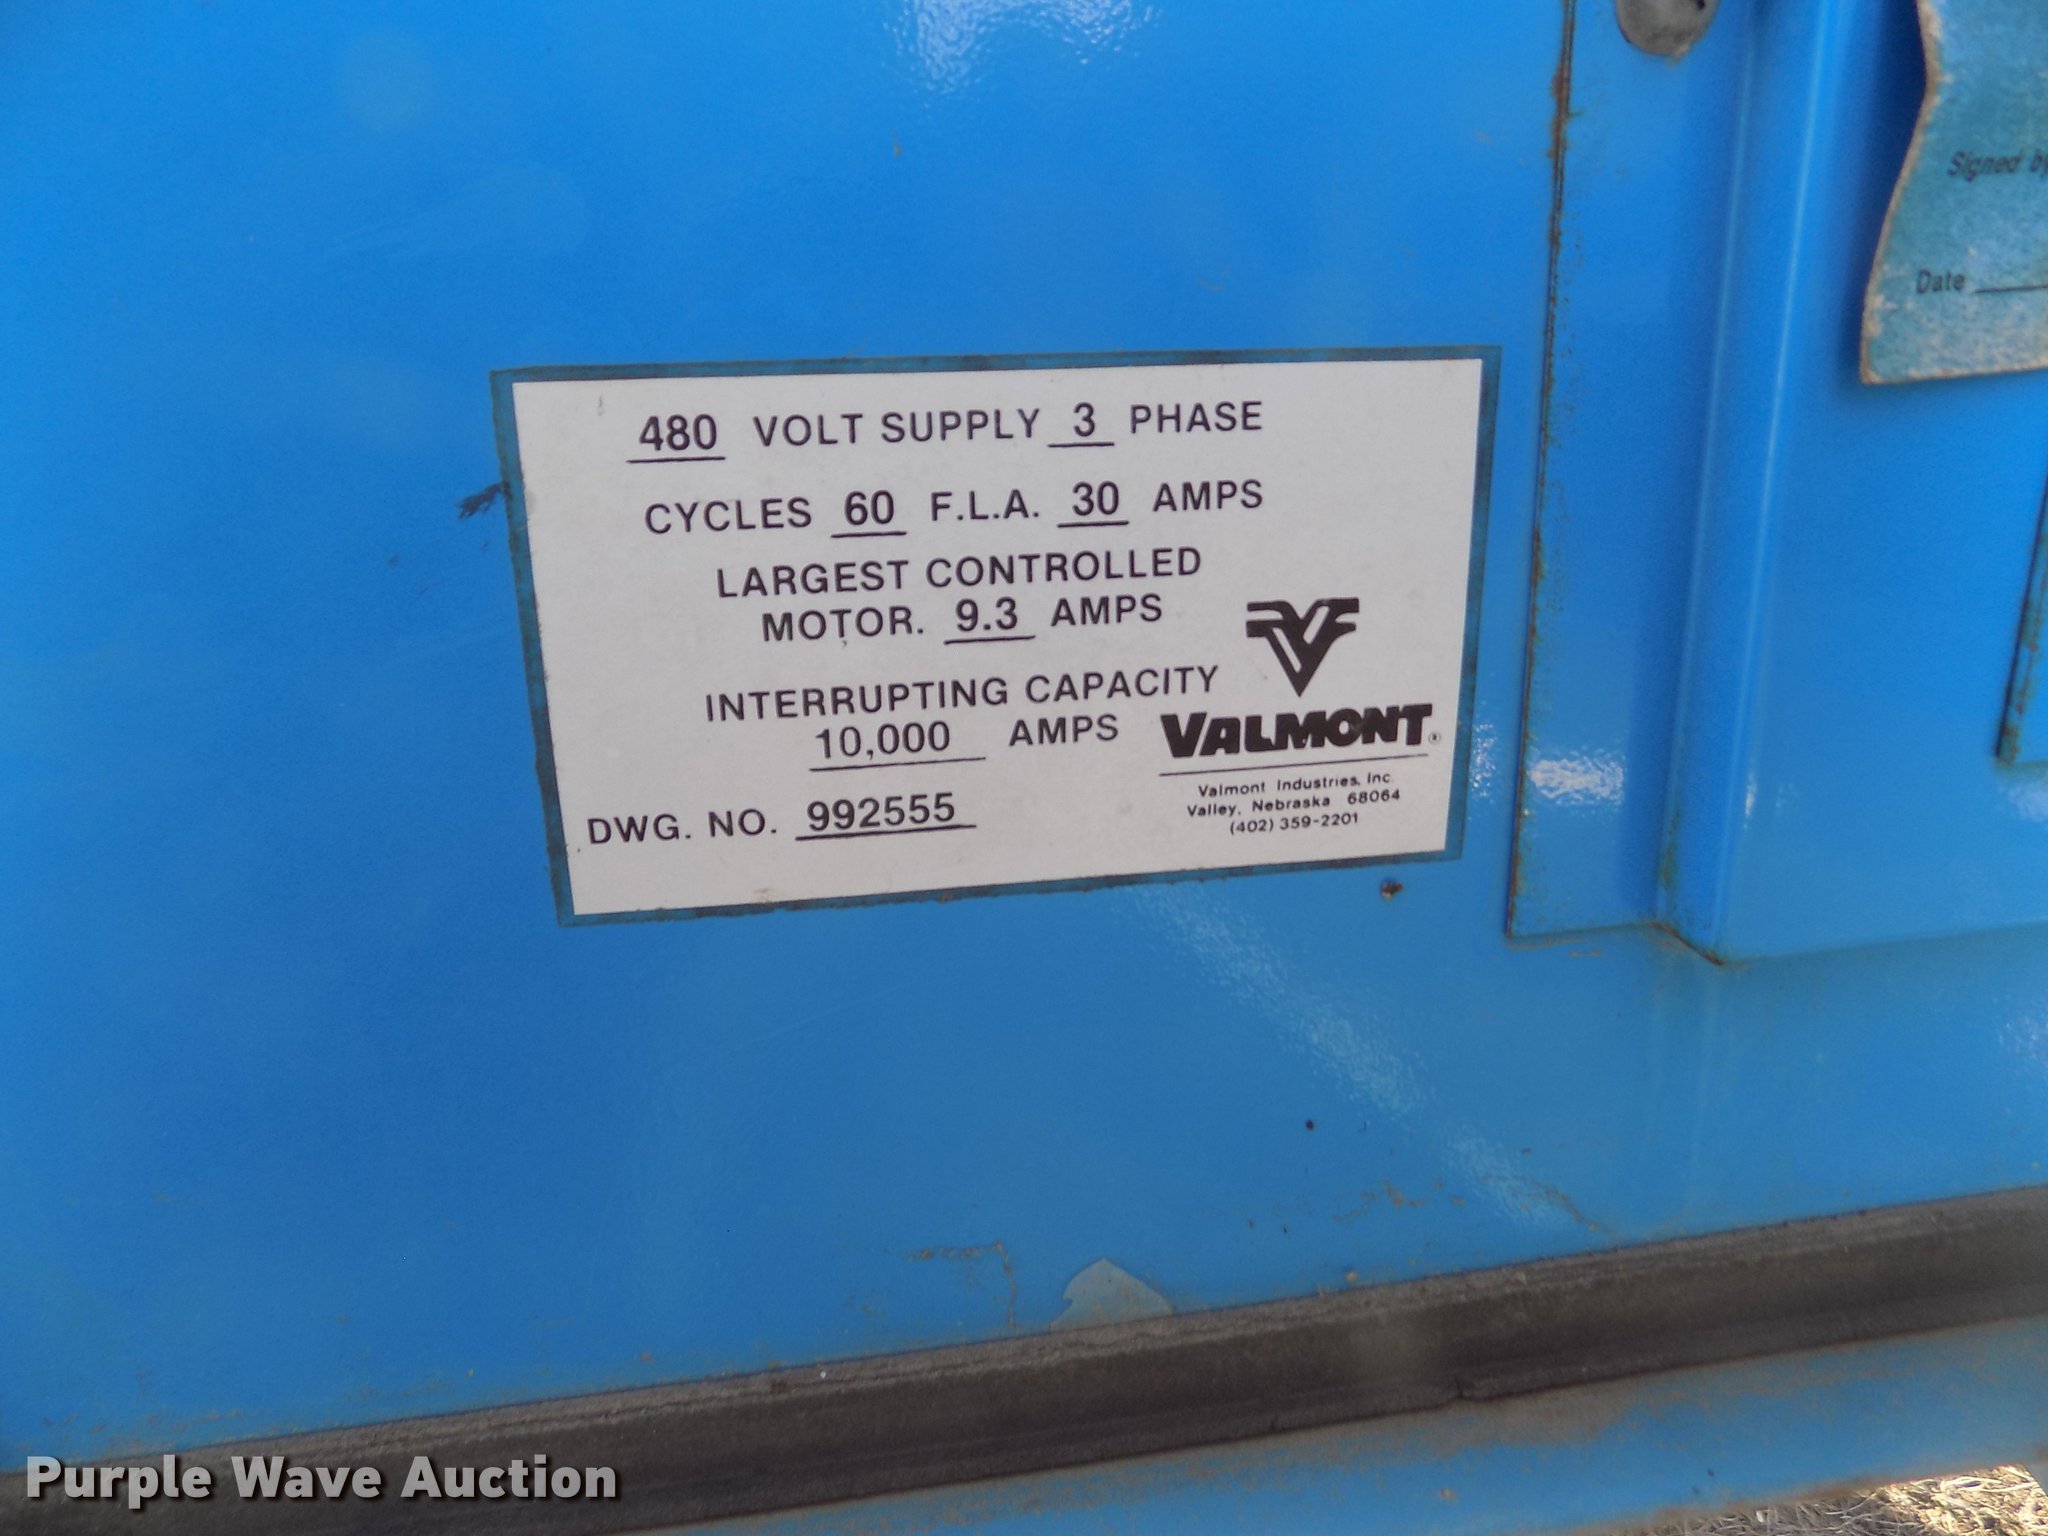 480 VOLT SUPPLY 3 PHASE
CYCLES 60 F.L.A. 30 AMPS
LARGEST CONTROLLED
MOTOR. 9.3 AMPS
INTERRUPTING CAPACITY
10,000 AMPS
DWG. NO. 992555
VALMONT®
Valmont Industries, Inc.
Valley, Nebraska 68064
(402) 359-2201
Signed by
Date
Purple Wave Auction